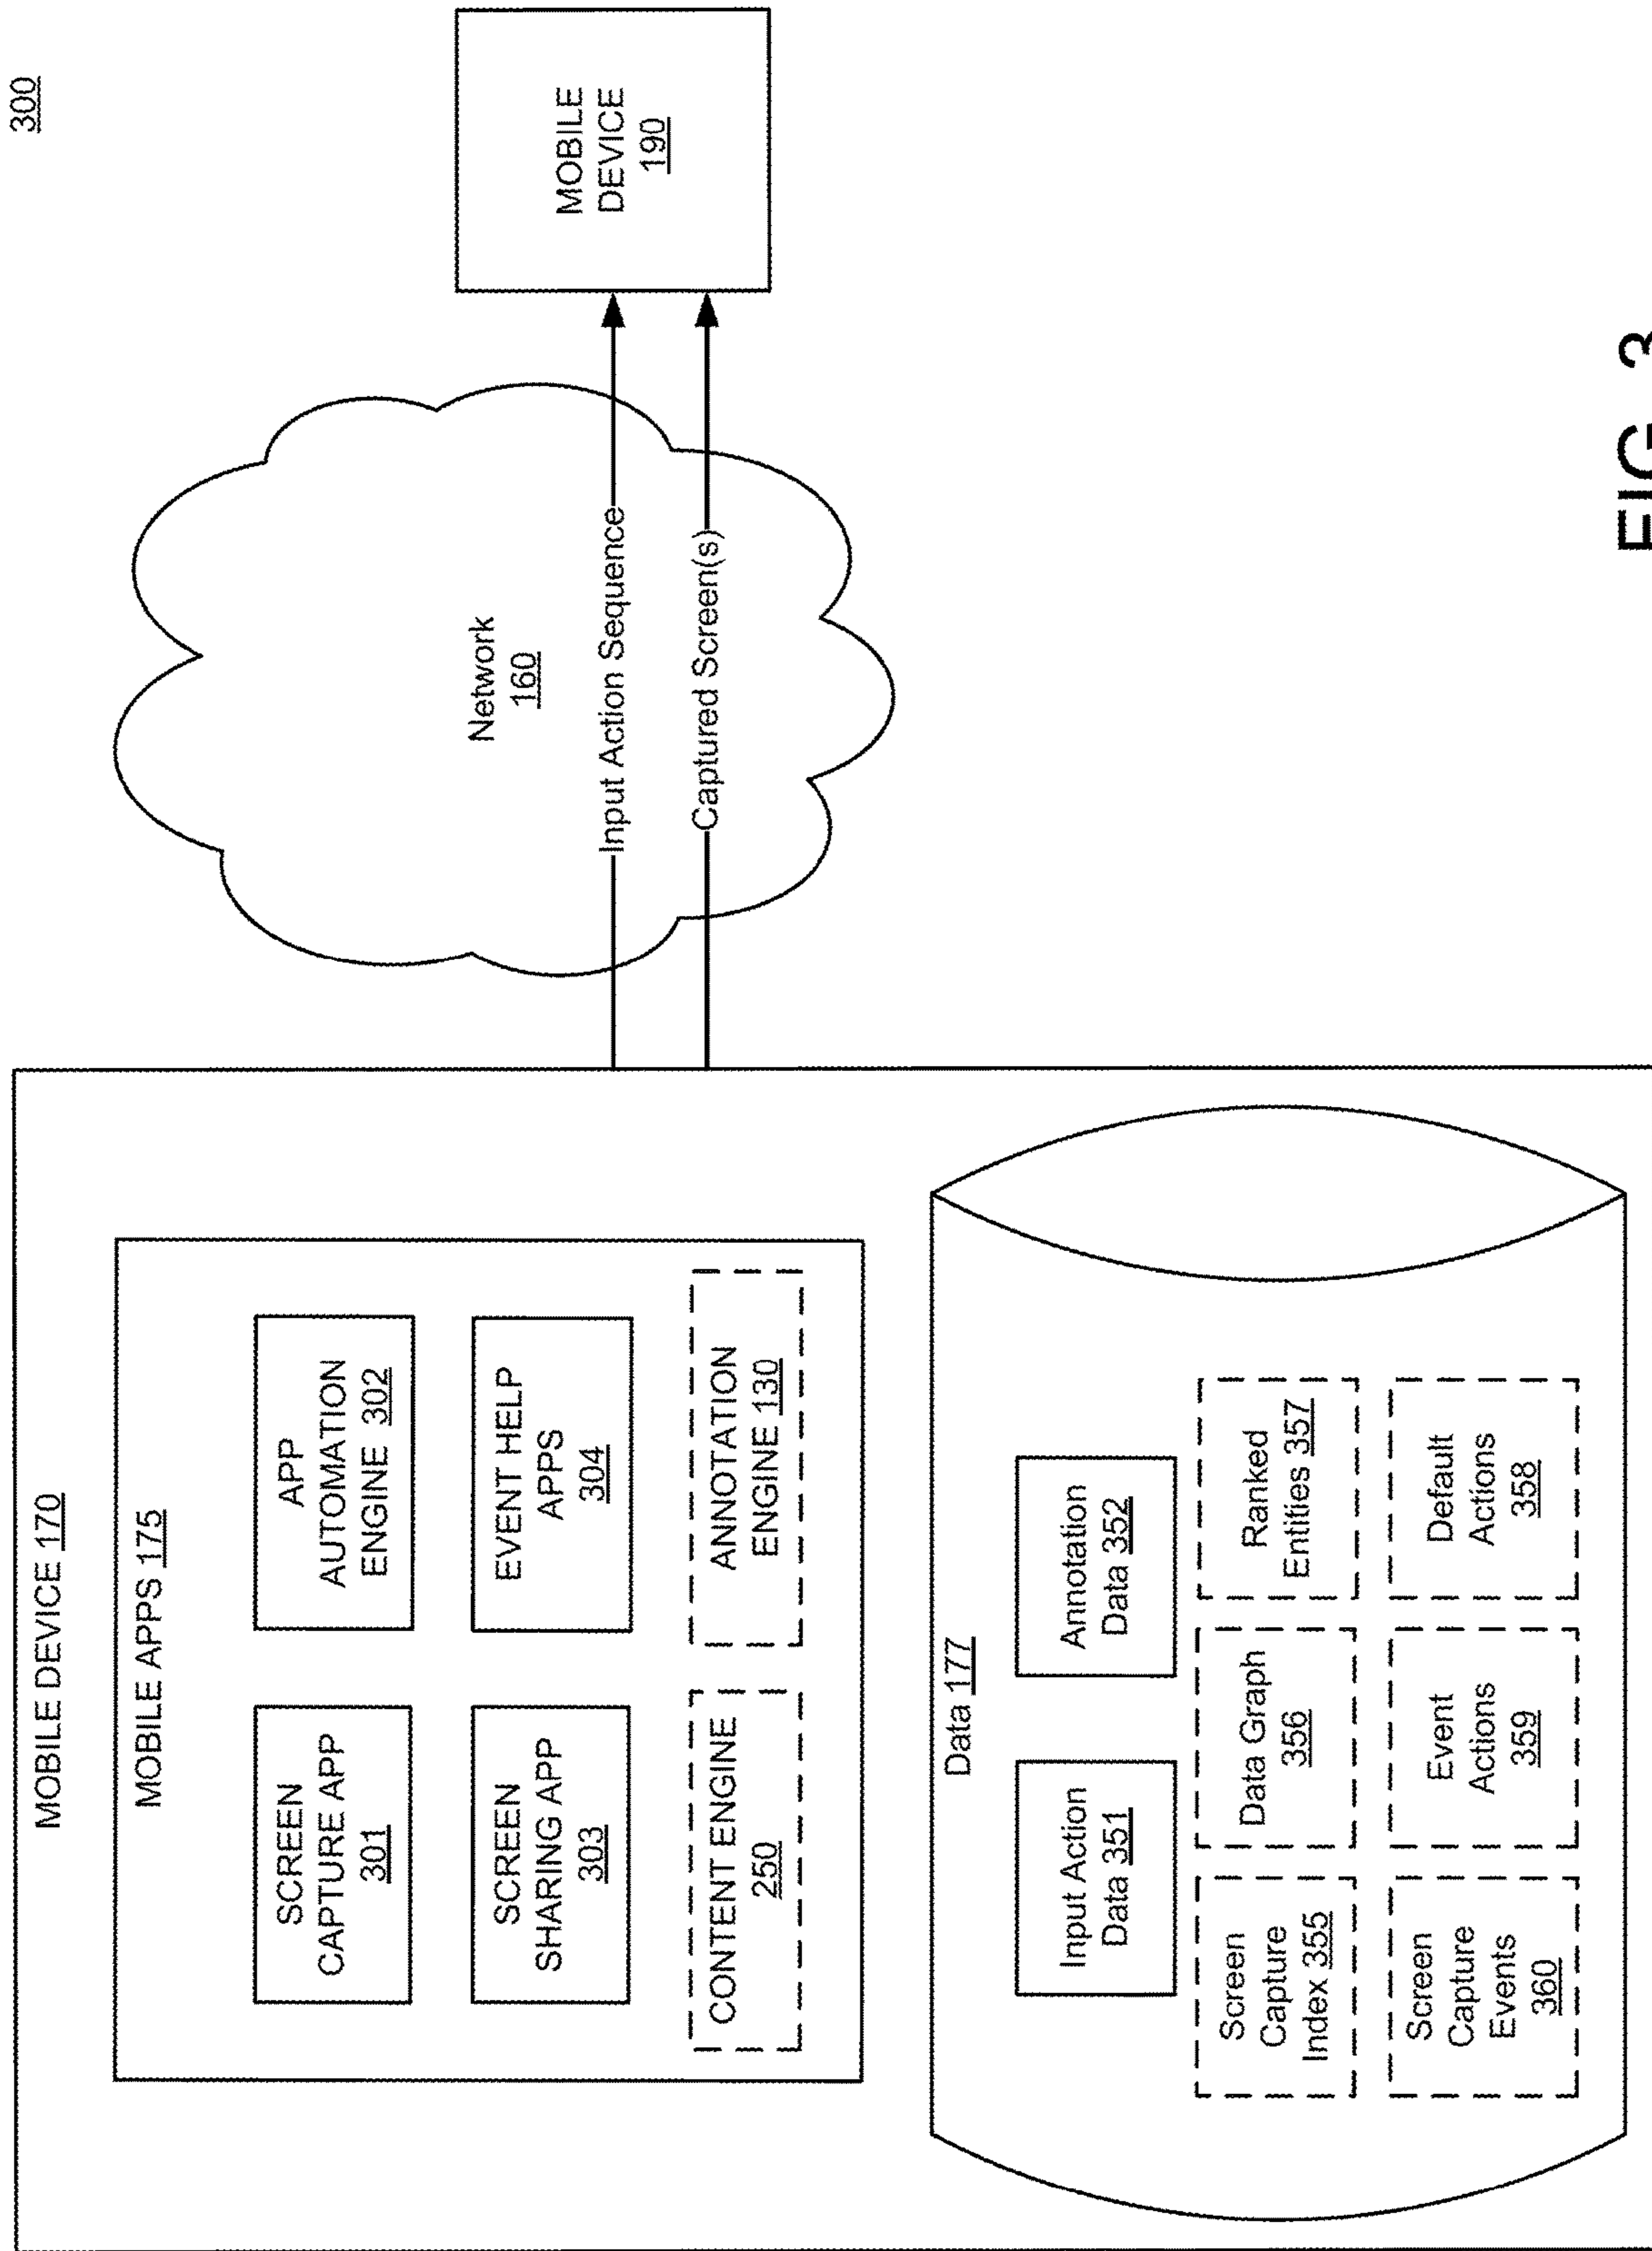 300
MOBILE DEVICE 170
MOBILE APPS 175
SCREEN
CAPTURE APP
301
APP
AUTOMATION
ENGINE 302
SCREEN
SHARING APP
303
EVENT HELP
APPS
304
CONTENT ENGINE
250
ANNOTATION
ENGINE 130
Data 177
Input Action
Data 351
Annotation
Data 352
Screen
Capture
Index 355
Data Graph
356
Ranked
Entities 357
Screen
Capture
Events
360
Event
Actions
359
Default
Actions
358
Network
160
Input Action Sequence
Captured Screen(s)
MOBILE
DEVICE
190
FIG. 3